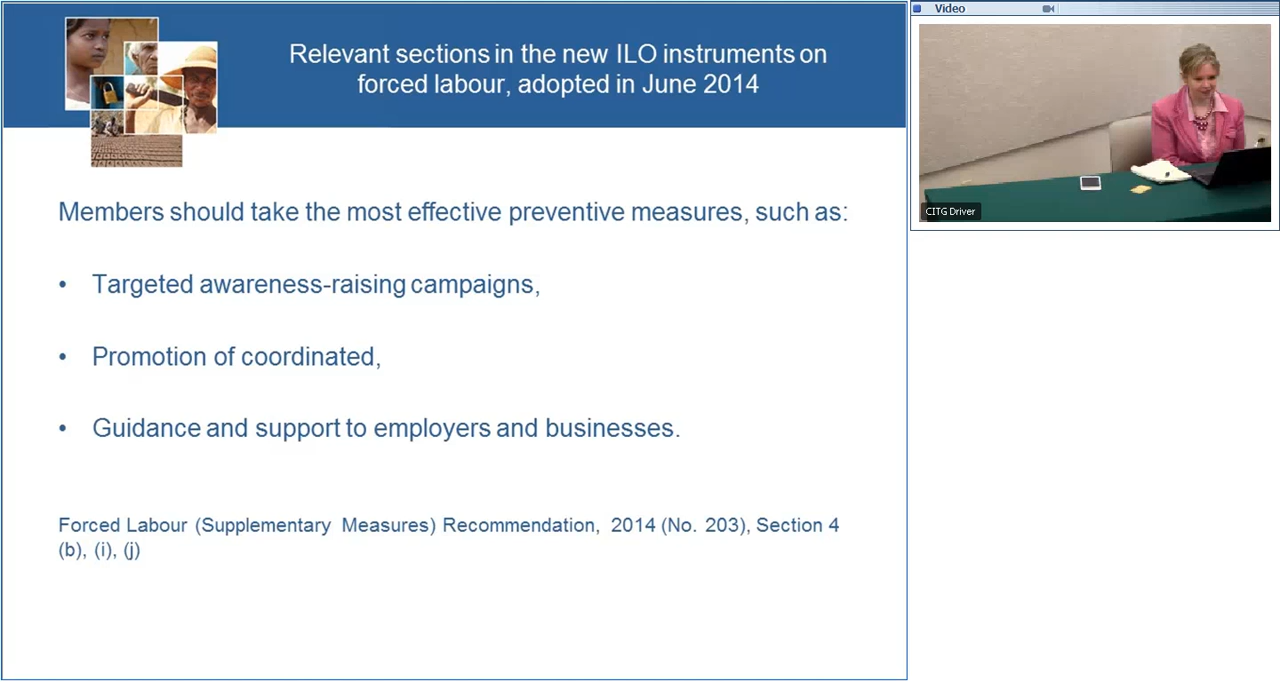 Relevant sections in the new ILO instruments on
forced labour, adopted in June 2014
Members should take the most effective preventive measures, such as:
• Targeted awareness-raising campaigns,
• Promotion of coordinated,
• Guidance and support to employers and businesses.
Forced Labour (Supplementary Measures) Recommendation, 2014 (No. 203), Section 4
(b), (i), (j)
Video
CITG Driver